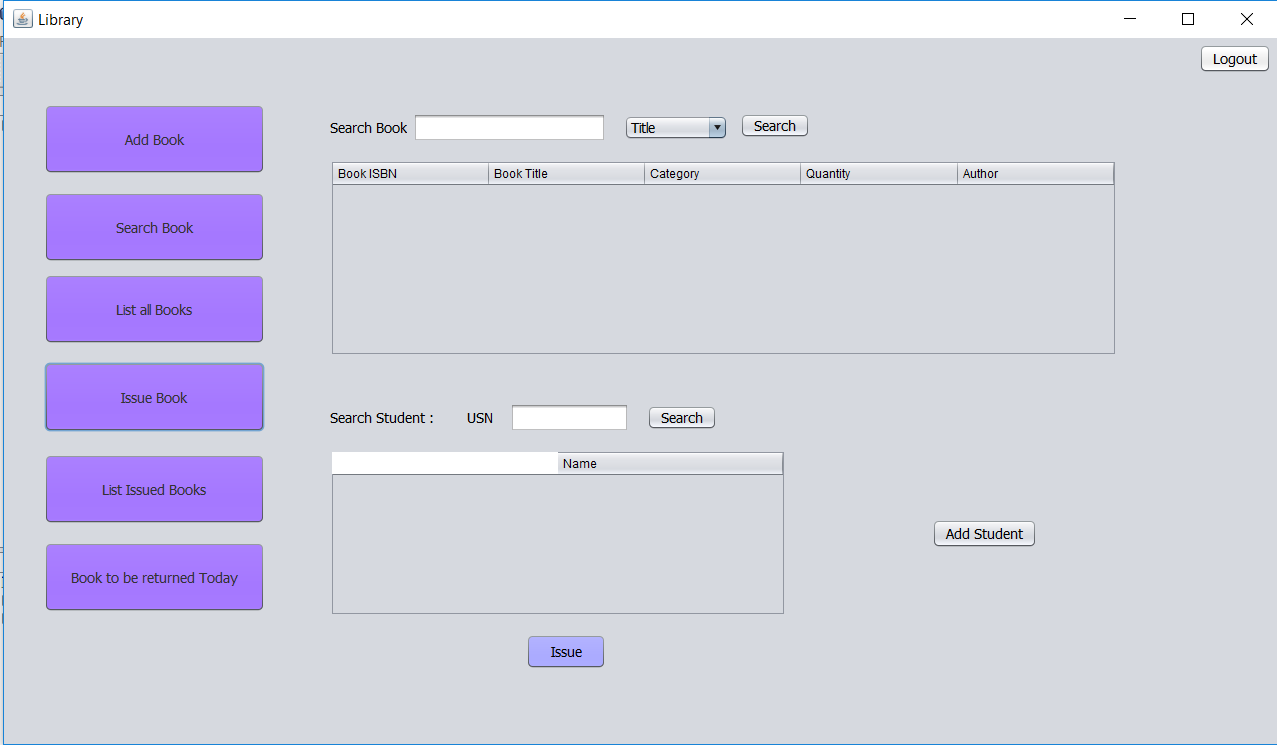 Library
Logout
Add Book
Search Book
List all Books
Issue Book
List Issued Books
Book to be returned Today
Search Book Title Search
Book ISBN Book Title Category Quantity Author
Search Student : USN Search
Name
Add Student
Issue